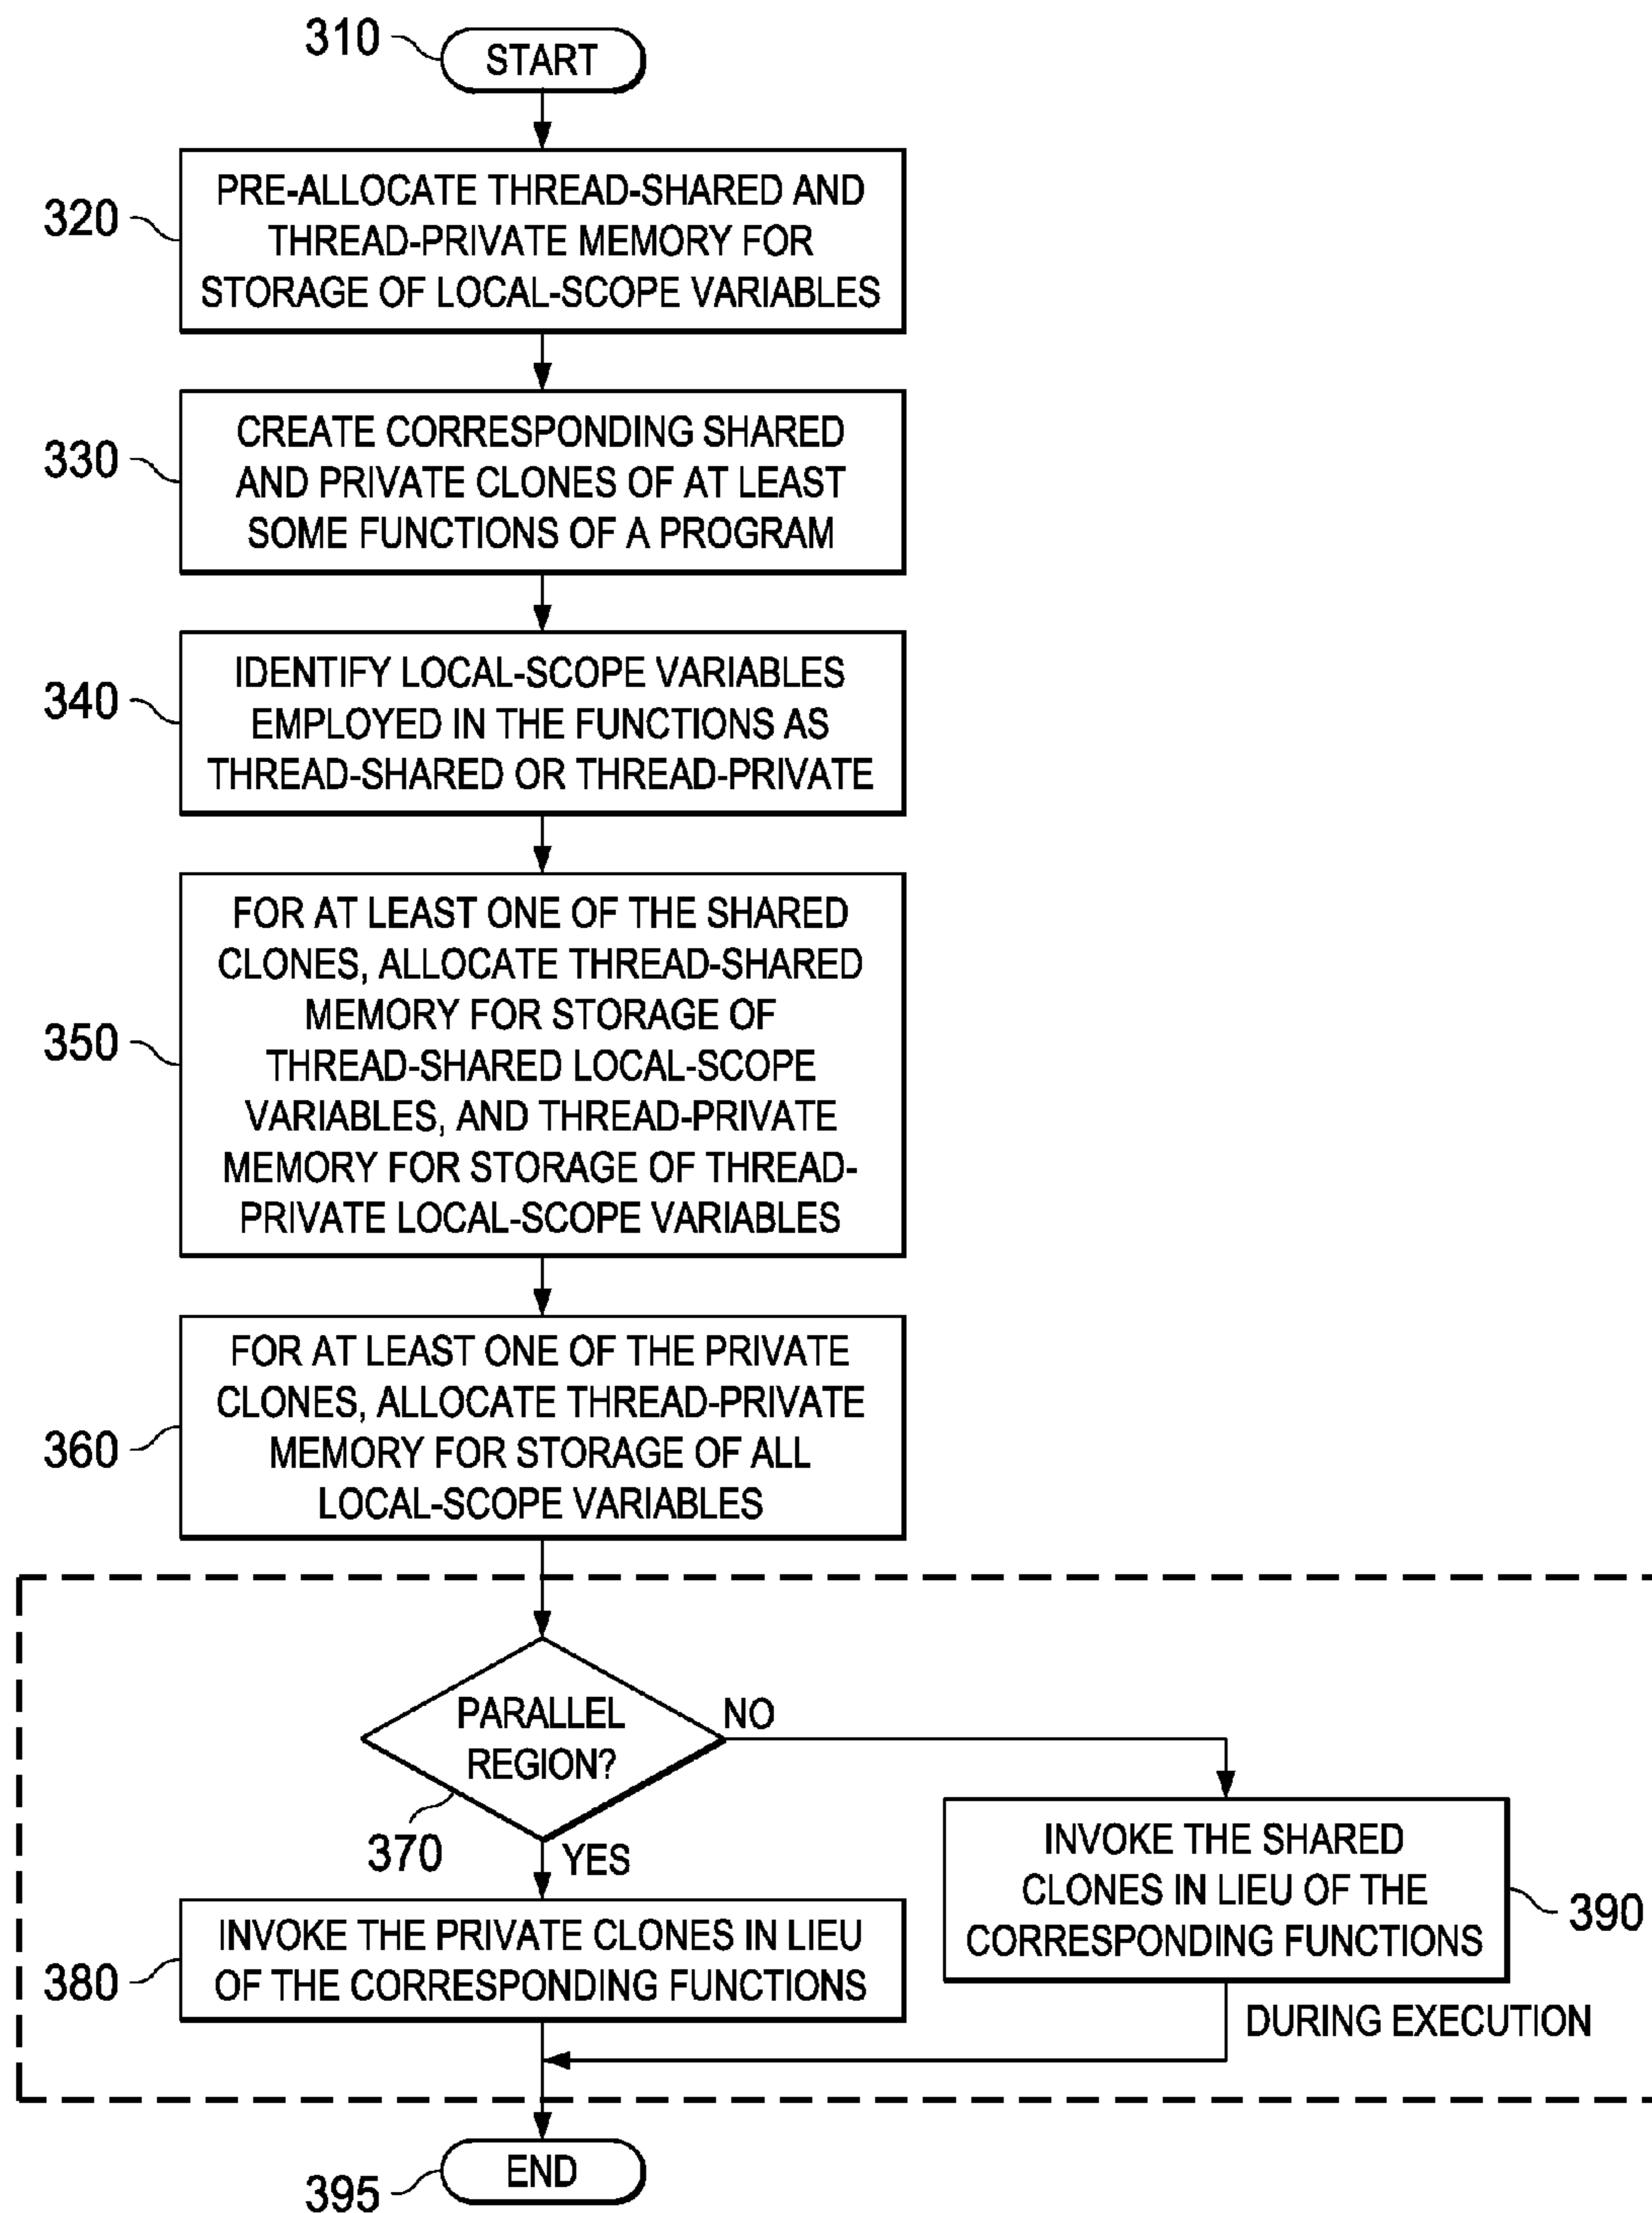 310
START
320
PRE-ALLOCATE THREAD-SHARED AND
THREAD-PRIVATE MEMORY FOR
STORAGE OF LOCAL-SCOPE VARIABLES
330
CREATE CORRESPONDING SHARED
AND PRIVATE CLONES OF AT LEAST
SOME FUNCTIONS OF A PROGRAM
340
IDENTIFY LOCAL-SCOPE VARIABLES
EMPLOYED IN THE FUNCTIONS AS
THREAD-SHARED OR THREAD-PRIVATE
350
FOR AT LEAST ONE OF THE SHARED
CLONES, ALLOCATE THREAD-SHARED
MEMORY FOR STORAGE OF
THREAD-SHARED LOCAL-SCOPE
VARIABLES, AND THREAD-PRIVATE
MEMORY FOR STORAGE OF THREAD-
PRIVATE LOCAL-SCOPE VARIABLES
360
FOR AT LEAST ONE OF THE PRIVATE
CLONES, ALLOCATE THREAD-PRIVATE
MEMORY FOR STORAGE OF ALL
LOCAL-SCOPE VARIABLES
PARALLEL
REGION?
NO
370
YES
INVOKE THE SHARED
CLONES IN LIEU OF THE
CORRESPONDING FUNCTIONS
390
380
INVOKE THE PRIVATE CLONES IN LIEU
OF THE CORRESPONDING FUNCTIONS
DURING EXECUTION
395
END